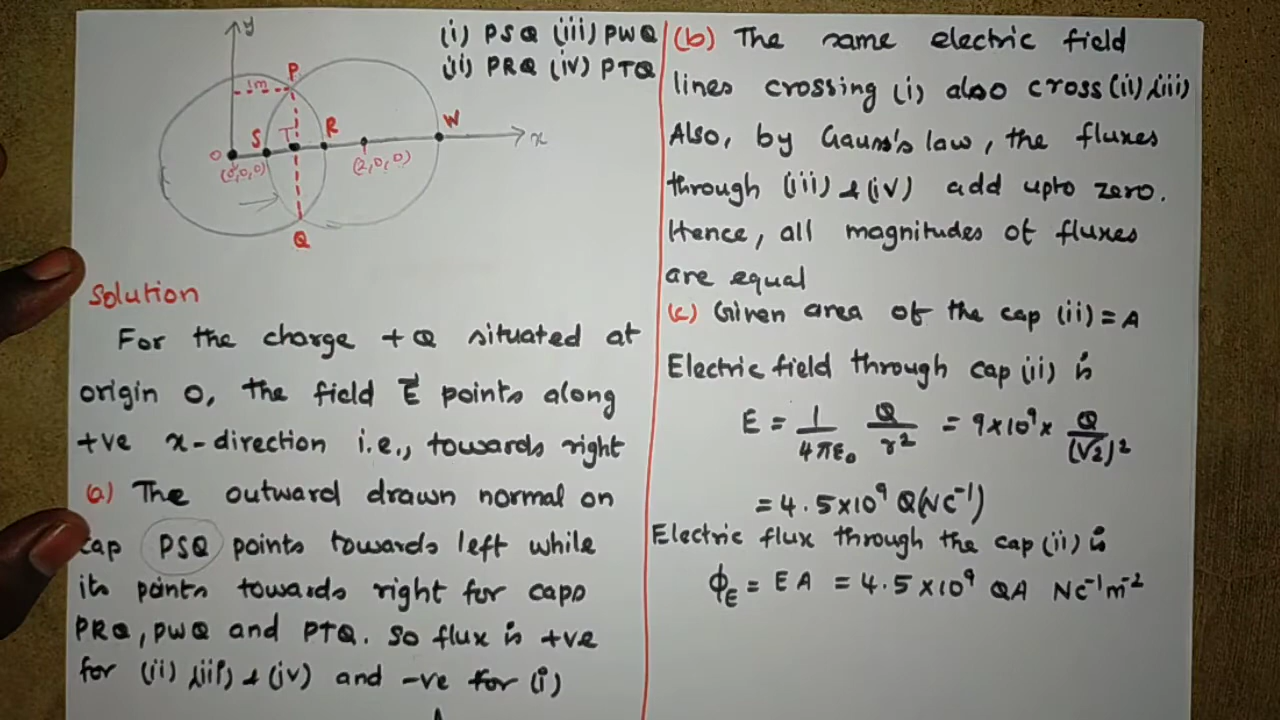 y
(i) PSQ (iii) PWQ
(ii) PRQ (iv) PTQ
P
1m
S T R W
O
(0,0,0) (2,0,0) x
Q
Solution
For the charge +Q situated at
origin O, the field E⃗ points along
+ve x-direction i.e., towards right
(a) The outward drawn normal on
cap PSQ points towards left while
its points towards right for caps
PRQ, PWQ and PTQ. So flux is +ve
for (ii), (iii) & (iv) and -ve for (i)
(b) The same electric field
lines crossing (i) also cross (ii), (iii)
Also, by Gauss's law, the fluxes
through (iii) & (iv) add upto zero.
Hence, all magnitudes of fluxes
are equal
(c) Given area of the cap (ii) = A
Electric field through cap (ii) is
E = 1/4πε₀ Q/r² = 9×10⁹ × Q/(√2)²
= 4.5×10⁹ Q(NC⁻¹)
Electric flux through the cap (ii) is
ϕE = EA = 4.5×10⁹ QA NC⁻¹m⁻²